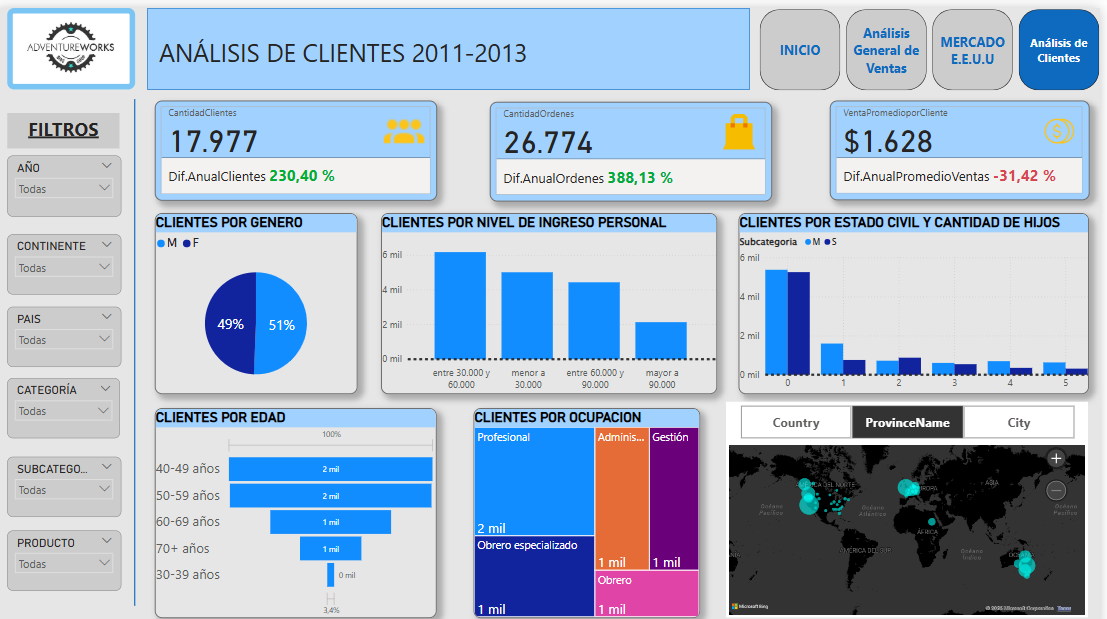 ADVENTUREWORKS
ANÁLISIS DE CLIENTES 2011-2013
INICIO
Análisis
General de
Ventas
MERCADO
E.E.U.U
Análisis de
Clientes
FILTROS
AÑO
Todas
CONTINENTE
Todas
PAIS
Todas
CATEGORÍA
Todas
SUBCATEGO...
Todas
PRODUCTO
Todas
CantidadClientes
17.977
Dif.AnualClientes 230,40 %
CantidadOrdenes
26.774
Dif.AnualOrdenes 388,13 %
VentaPromedioporCliente
$1.628
Dif.AnualPromedioVentas -31,42 %
CLIENTES POR GENERO
M F
49% 51%
CLIENTES POR NIVEL DE INGRESO PERSONAL
6 mil
4 mil
2 mil
0 mil
entre 30.000 y
60.000
menor a
30.000
entre 60.000 y
90.000
mayor a
90.000
CLIENTES POR ESTADO CIVIL Y CANTIDAD DE HIJOS
Subcategoria M S
6 mil
4 mil
2 mil
0 mil
0 1 2 3 4 5
CLIENTES POR EDAD
100%
40-49 años 2 mil
50-59 años 2 mil
60-69 años 1 mil
70+ años 1 mil
30-39 años 0 mil
3,4%
CLIENTES POR OCUPACION
Profesional
2 mil
Obrero especializado
1 mil
Adminis...
1 mil
Gestión
1 mil
Obrero
1 mil
Country ProvinceName City
AMÉRICA DEL NORTE
EUROPA
ASIA
Océano
Pacífico
Océano
Atlántico
Océano
Pacífico
ÁFRICA
AMÉRICA DEL SUR
Océano
Índico
Microsoft Bing
Terms